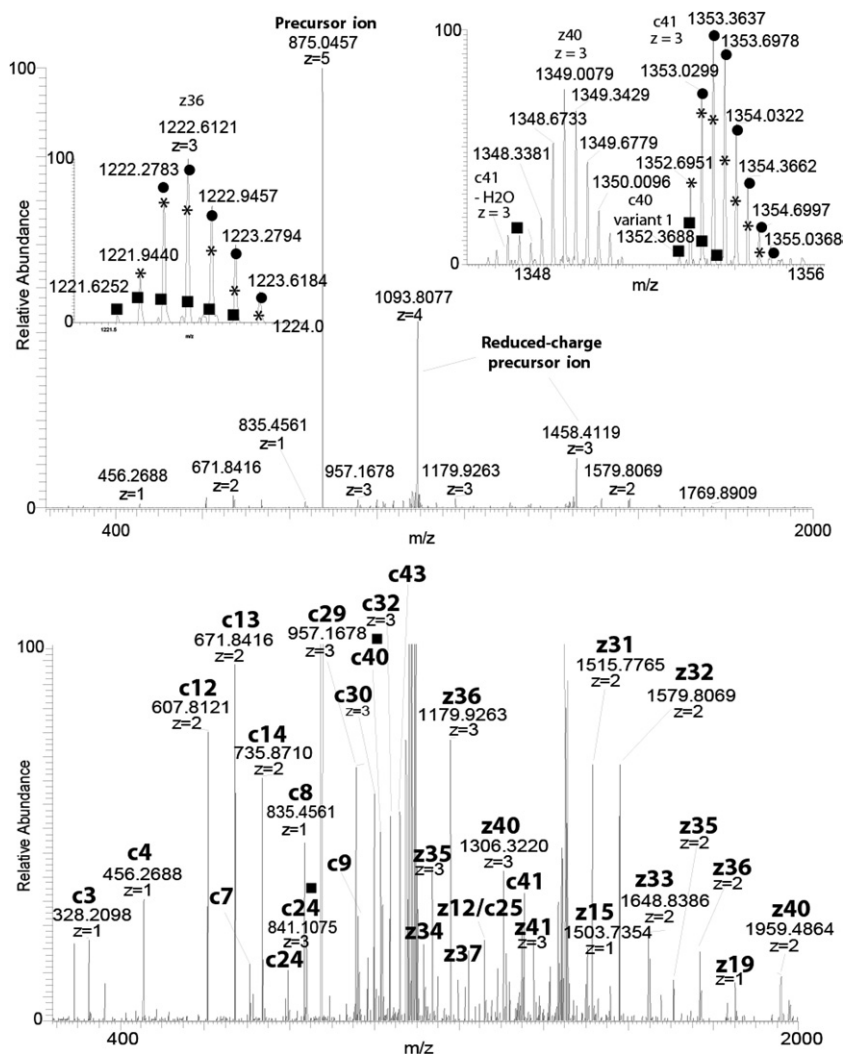 Precursor ion
875.0457
z=5
100
Relative Abundance
0
400
m/z
2000
z36
1222.6121
z=3
100
1222.2783
1222.9457
1221.9440
1223.2794
1221.6252
1223.6184
0
1224.0
1221.5
m/z
c41
z = 3
1353.3637
100
z40
z = 3
1353.6978
1349.0079
1353.0299
1349.3429
1348.6733
1354.0322
1348.3381
1349.6779
1352.6951
1354.3662
1350.0096
c41
- H2O
z = 3
c40
variant 1
1354.6997
1352.3688
1355.0368
0
1348
1356
m/z
1093.8077
z=4
Reduced-charge
precursor ion
835.4561
z=1
1458.4119
z=3
456.2688
z=1
671.8416
z=2
957.1678
z=3
1179.9263
z=3
1579.8069
z=2
1769.8909
c43
100
c13
671.8416
z=2
c29
957.1678
z=3
c32
z=3
c40
z31
1515.7765
z=2
z32
1579.8069
z=2
c12
607.8121
z=2
c30
z=3
z36
1179.9263
z=3
c14
735.8710
z=2
c8
835.4561
z=1
Relative Abundance
c4
456.2688
z=1
c9
z35
z=3
z40
1306.3220
z=3
z35
z=2
c3
328.2098
z=1
c7
c24
841.1075
z=3
c41
z36
z=2
z12/c25
z15
1503.7354
z=1
z33
1648.8386
z=2
z34
z41
z=3
z40
1959.4864
z=2
c24
z37
z19
z=1
0
400
2000
m/z